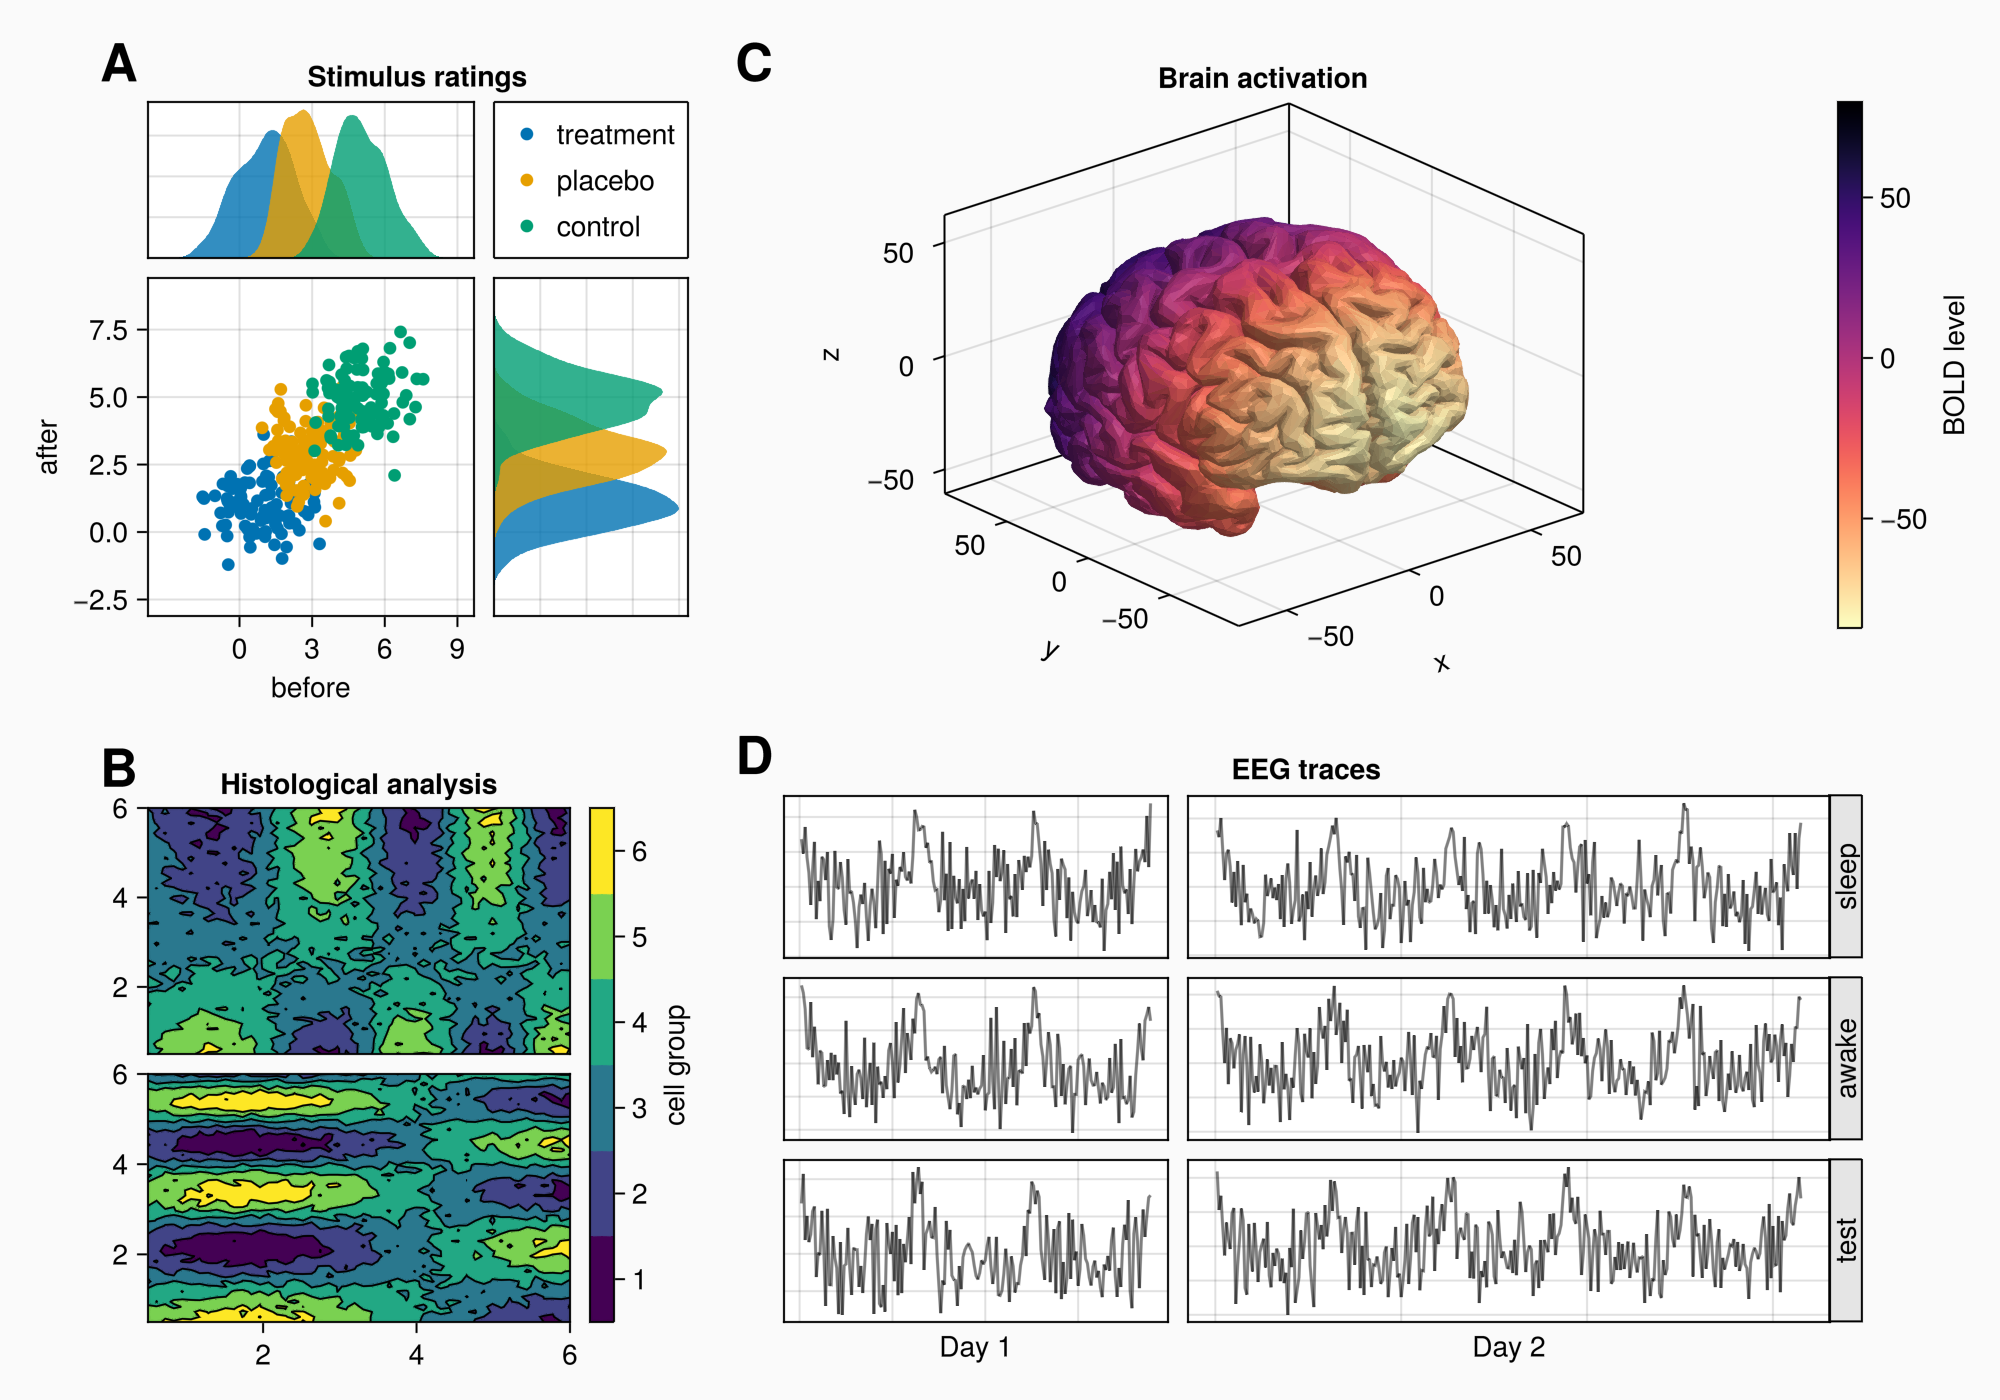 A
Stimulus ratings
treatment
placebo
control
7.5
5.0
2.5
0.0
−2.5
after
0 3 6 9
before
C
Brain activation
50
0
−50
z
50
0
−50
y
−50
0
50
x
50
0
−50
BOLD level
B
Histological analysis
6
4
2
6
4
2
2 4 6
6
5
4
3
2
1
cell group
D
EEG traces
sleep
awake
test
Day 1 Day 2